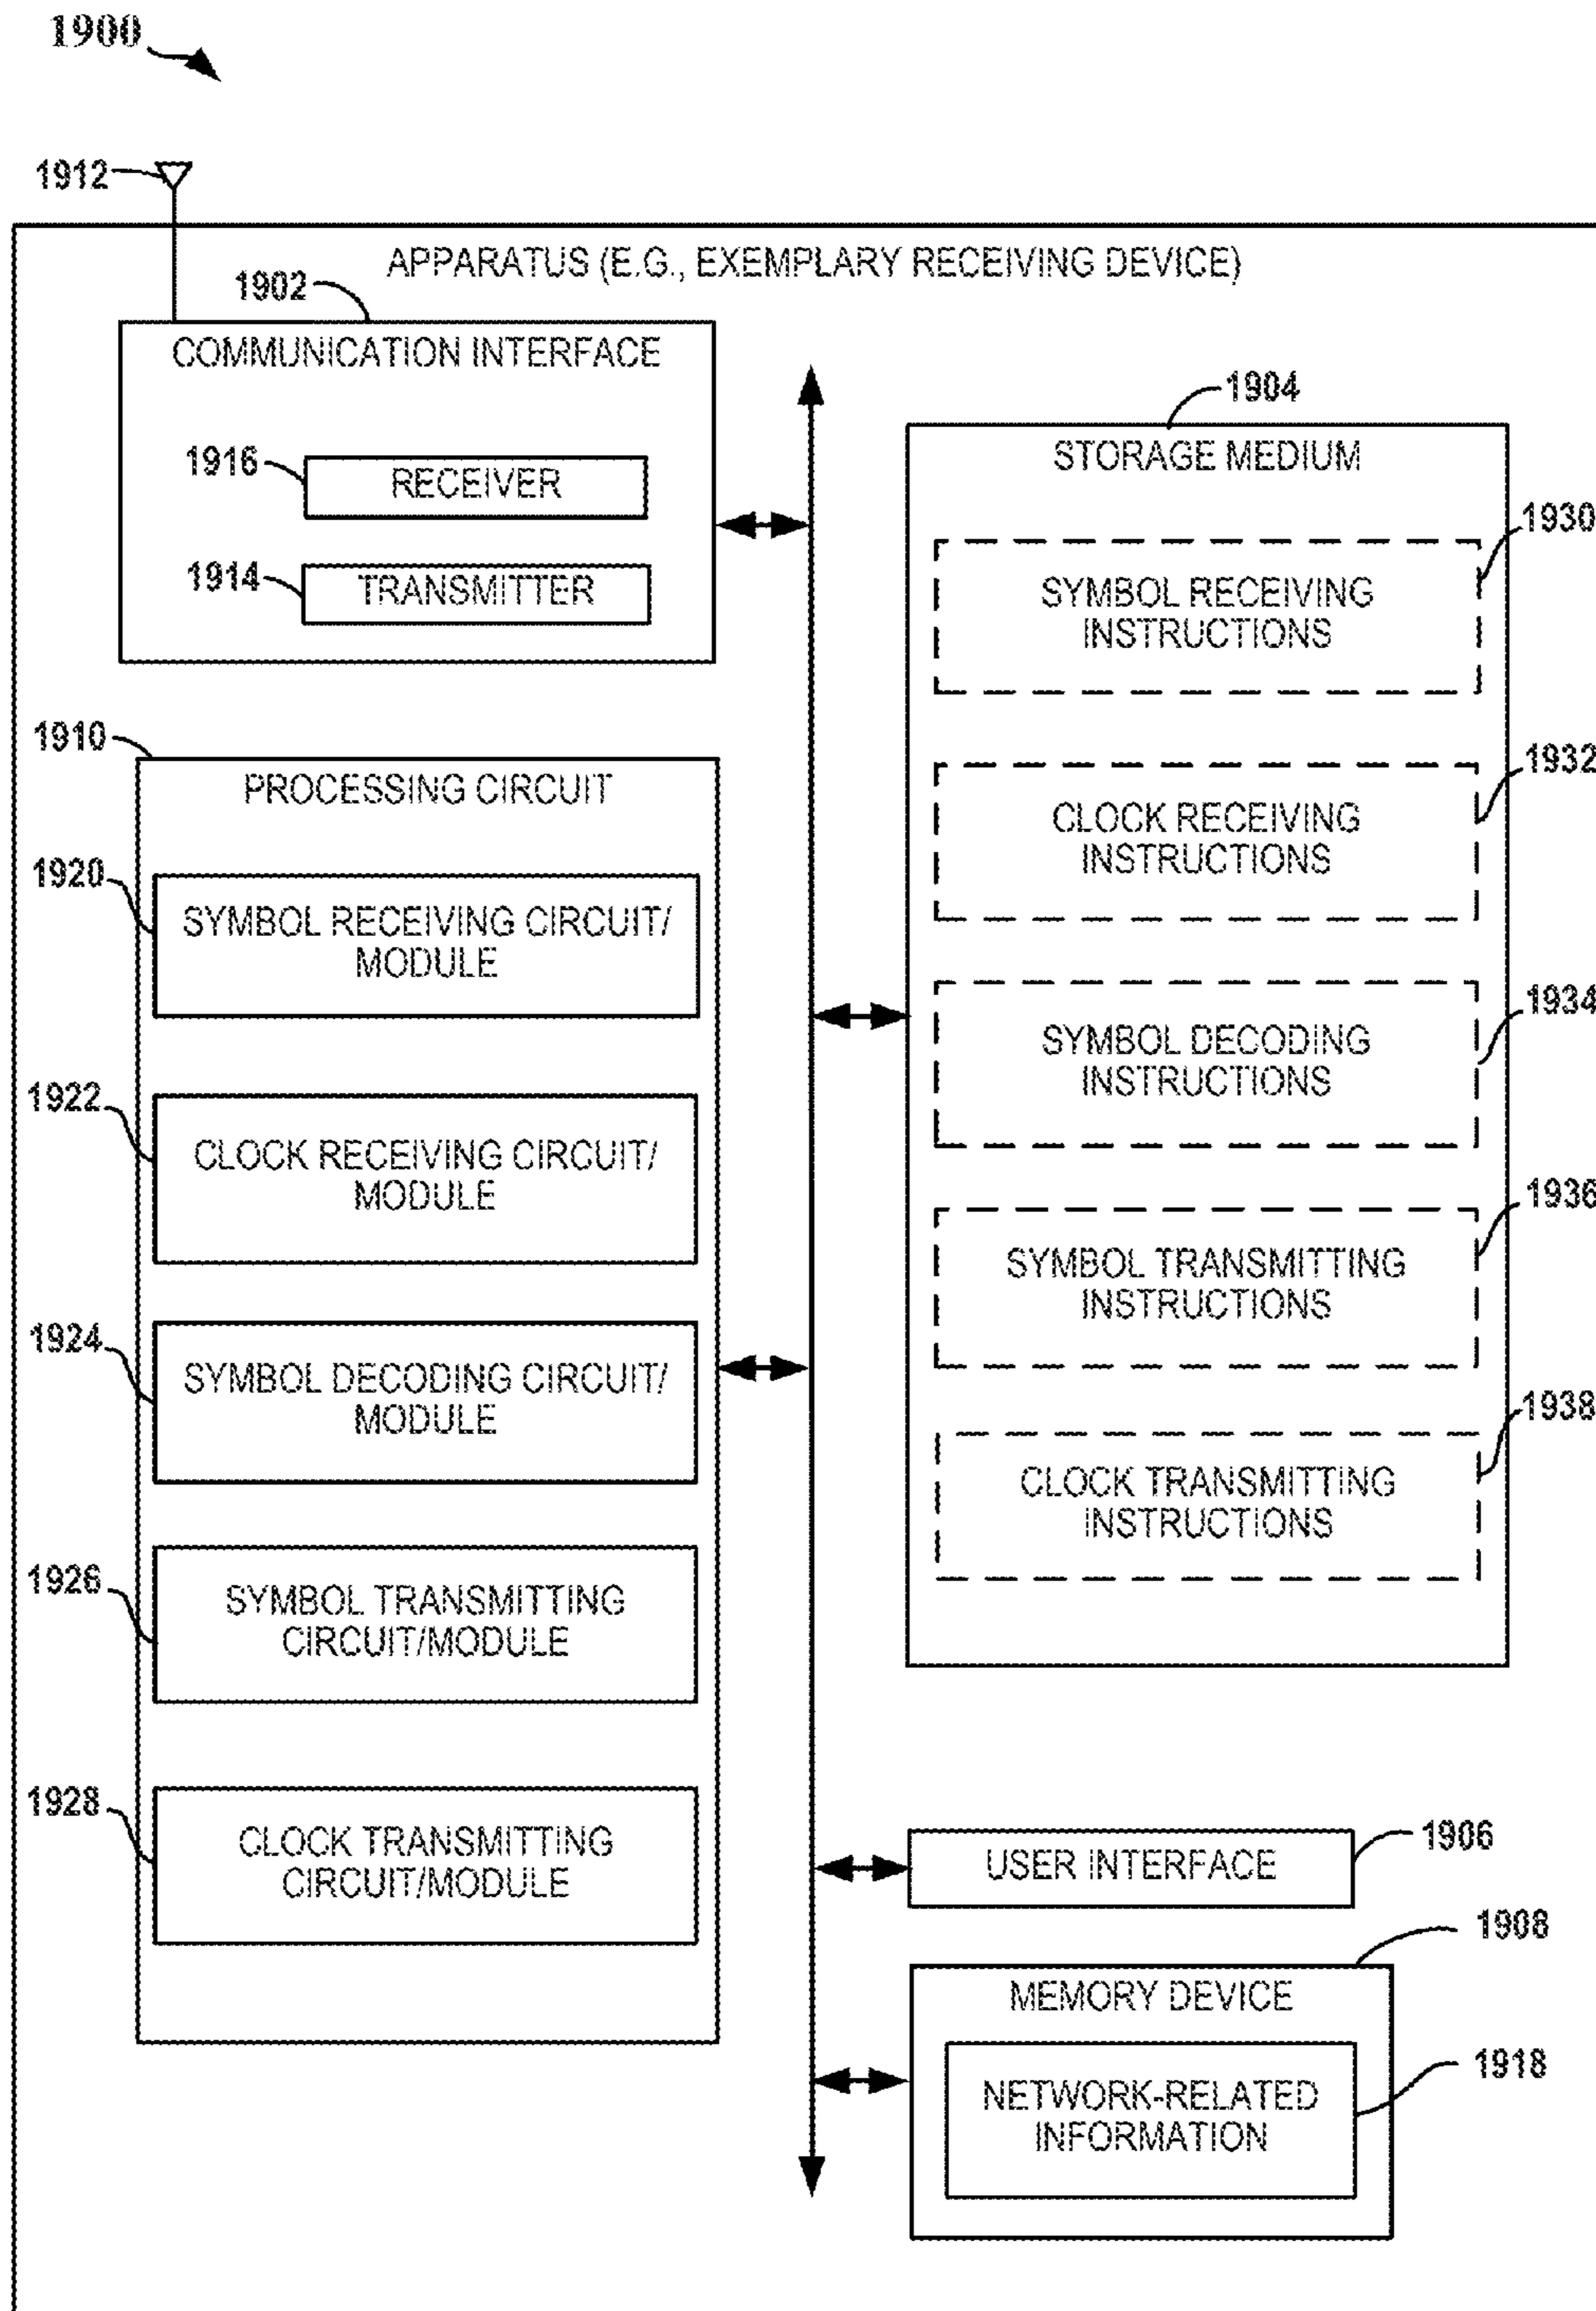 1900
1912
APPARATUS (E.G., EXEMPLARY RECEIVING DEVICE)
1902
COMMUNICATION INTERFACE
1916
RECEIVER
1914
TRANSMITTER
1910
PROCESSING CIRCUIT
1920
SYMBOL RECEIVING CIRCUIT/
MODULE
1922
CLOCK RECEIVING CIRCUIT/
MODULE
1924
SYMBOL DECODING CIRCUIT/
MODULE
1926
SYMBOL TRANSMITTING
CIRCUIT/MODULE
1928
CLOCK TRANSMITTING
CIRCUIT/MODULE
1904
STORAGE MEDIUM
1930
SYMBOL RECEIVING
INSTRUCTIONS
1932
CLOCK RECEIVING
INSTRUCTIONS
1934
SYMBOL DECODING
INSTRUCTIONS
1936
SYMBOL TRANSMITTING
INSTRUCTIONS
1938
CLOCK TRANSMITTING
INSTRUCTIONS
1906
USER INTERFACE
1908
MEMORY DEVICE
1918
NETWORK-RELATED
INFORMATION